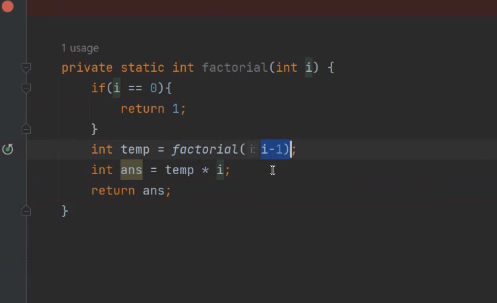 1 usage
private static int factorial(int i) {
if(i == 0){
return 1;
}
int temp = factorial( i: i-1);
int ans = temp * i;
return ans;
}